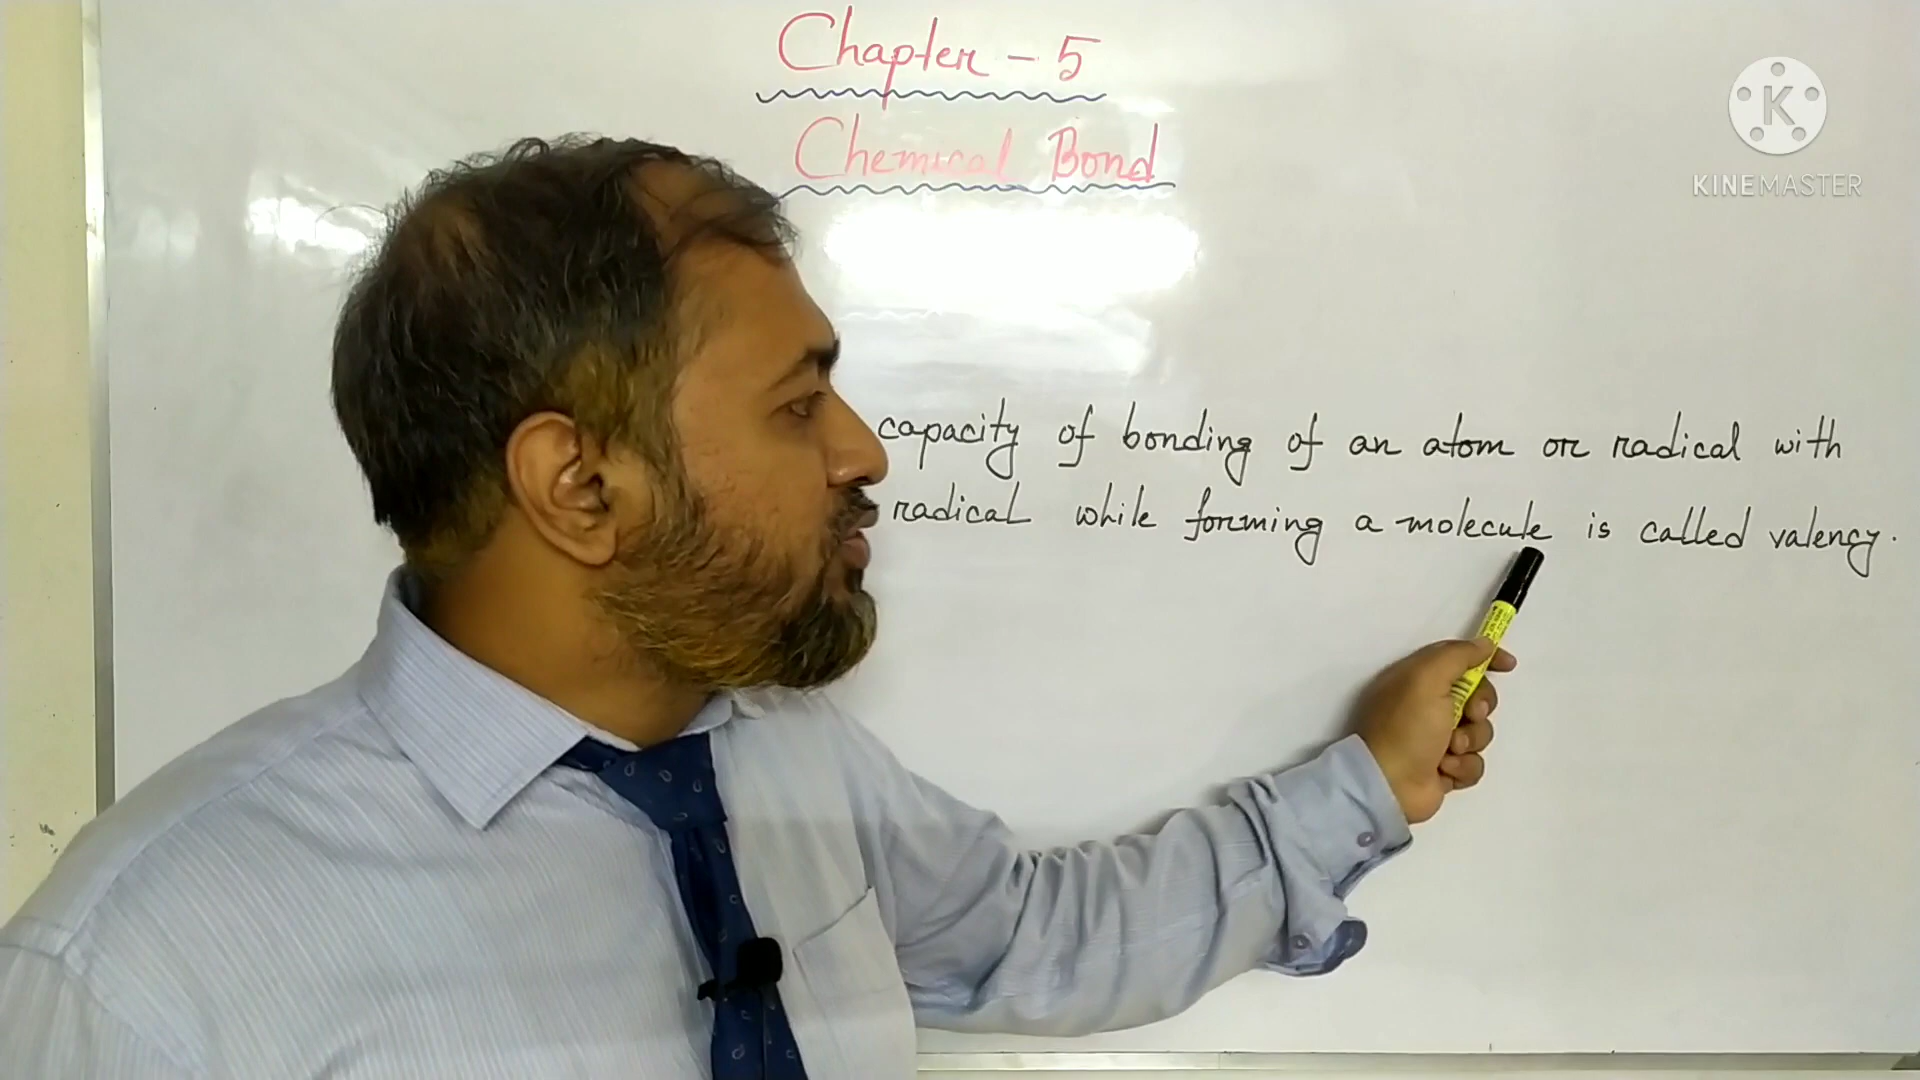 Chapter - 5
Chemical Bond
capacity of bonding of an atom or radical with
radical while forming a molecule is called valency.
K
KINEMASTER